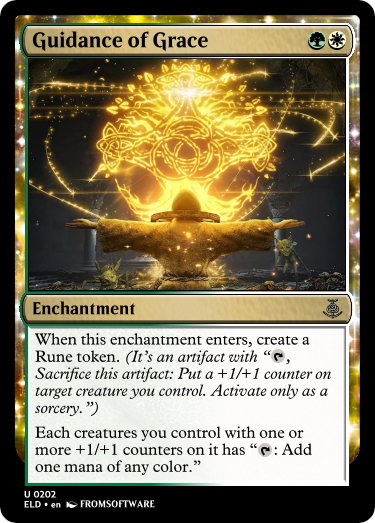 Guidance of Grace
Enchantment
When this enchantment enters, create a
Rune token. (It's an artifact with “, 
Sacrifice this artifact: Put a +1/+1 counter on
target creature you control. Activate only as a
sorcery.”)
Each creatures you control with one or
more +1/+1 counters on it has “: Add
one mana of any color.”
U 0202
ELD • en FROMSOFTWARE